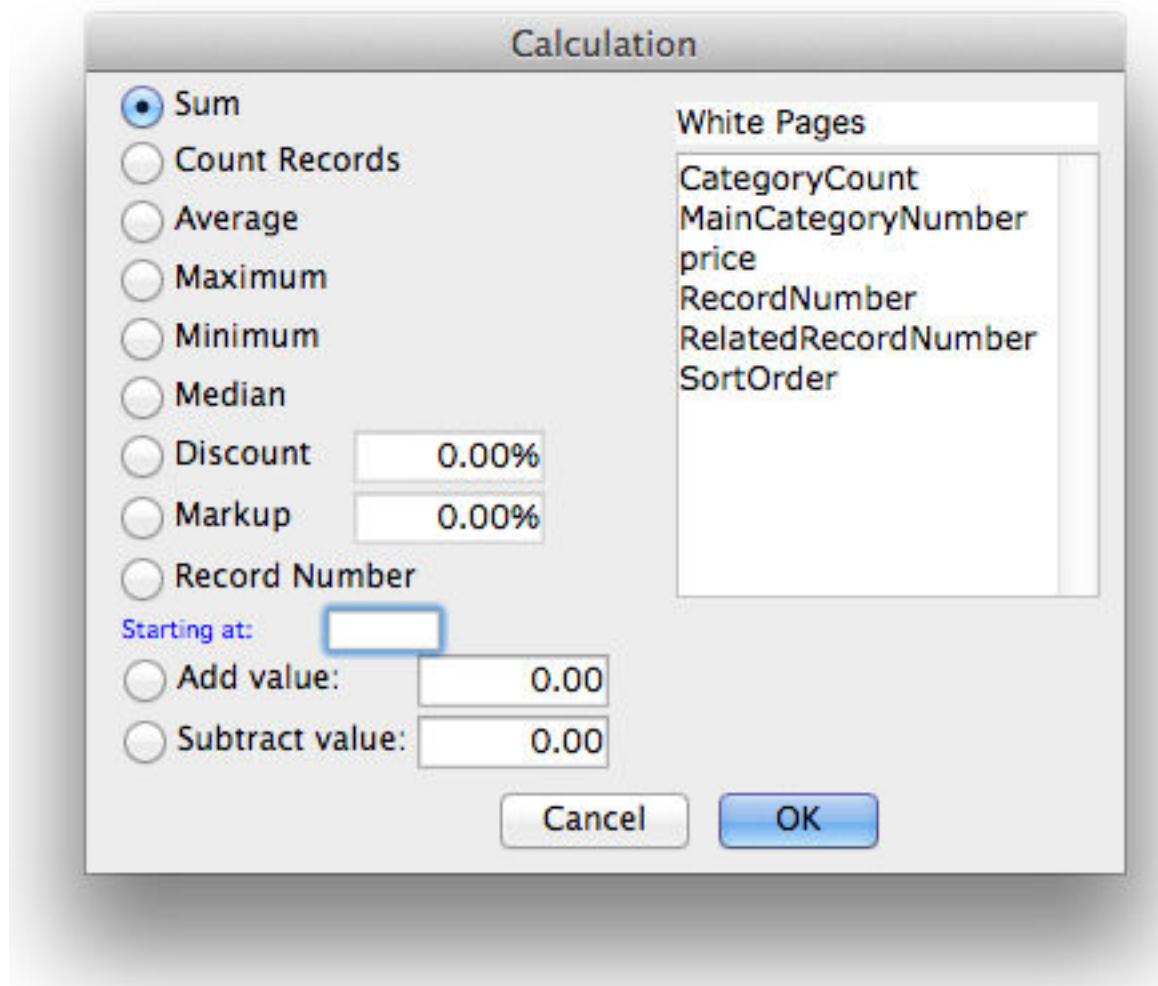 Calculation
Sum
Count Records
Average
Maximum
Minimum
Median
Discount 0.00%
Markup 0.00%
Record Number
Starting at:
Add value: 0.00
Subtract value: 0.00
White Pages
CategoryCount
MainCategoryNumber
price
RecordNumber
RelatedRecordNumber
SortOrder
Cancel OK